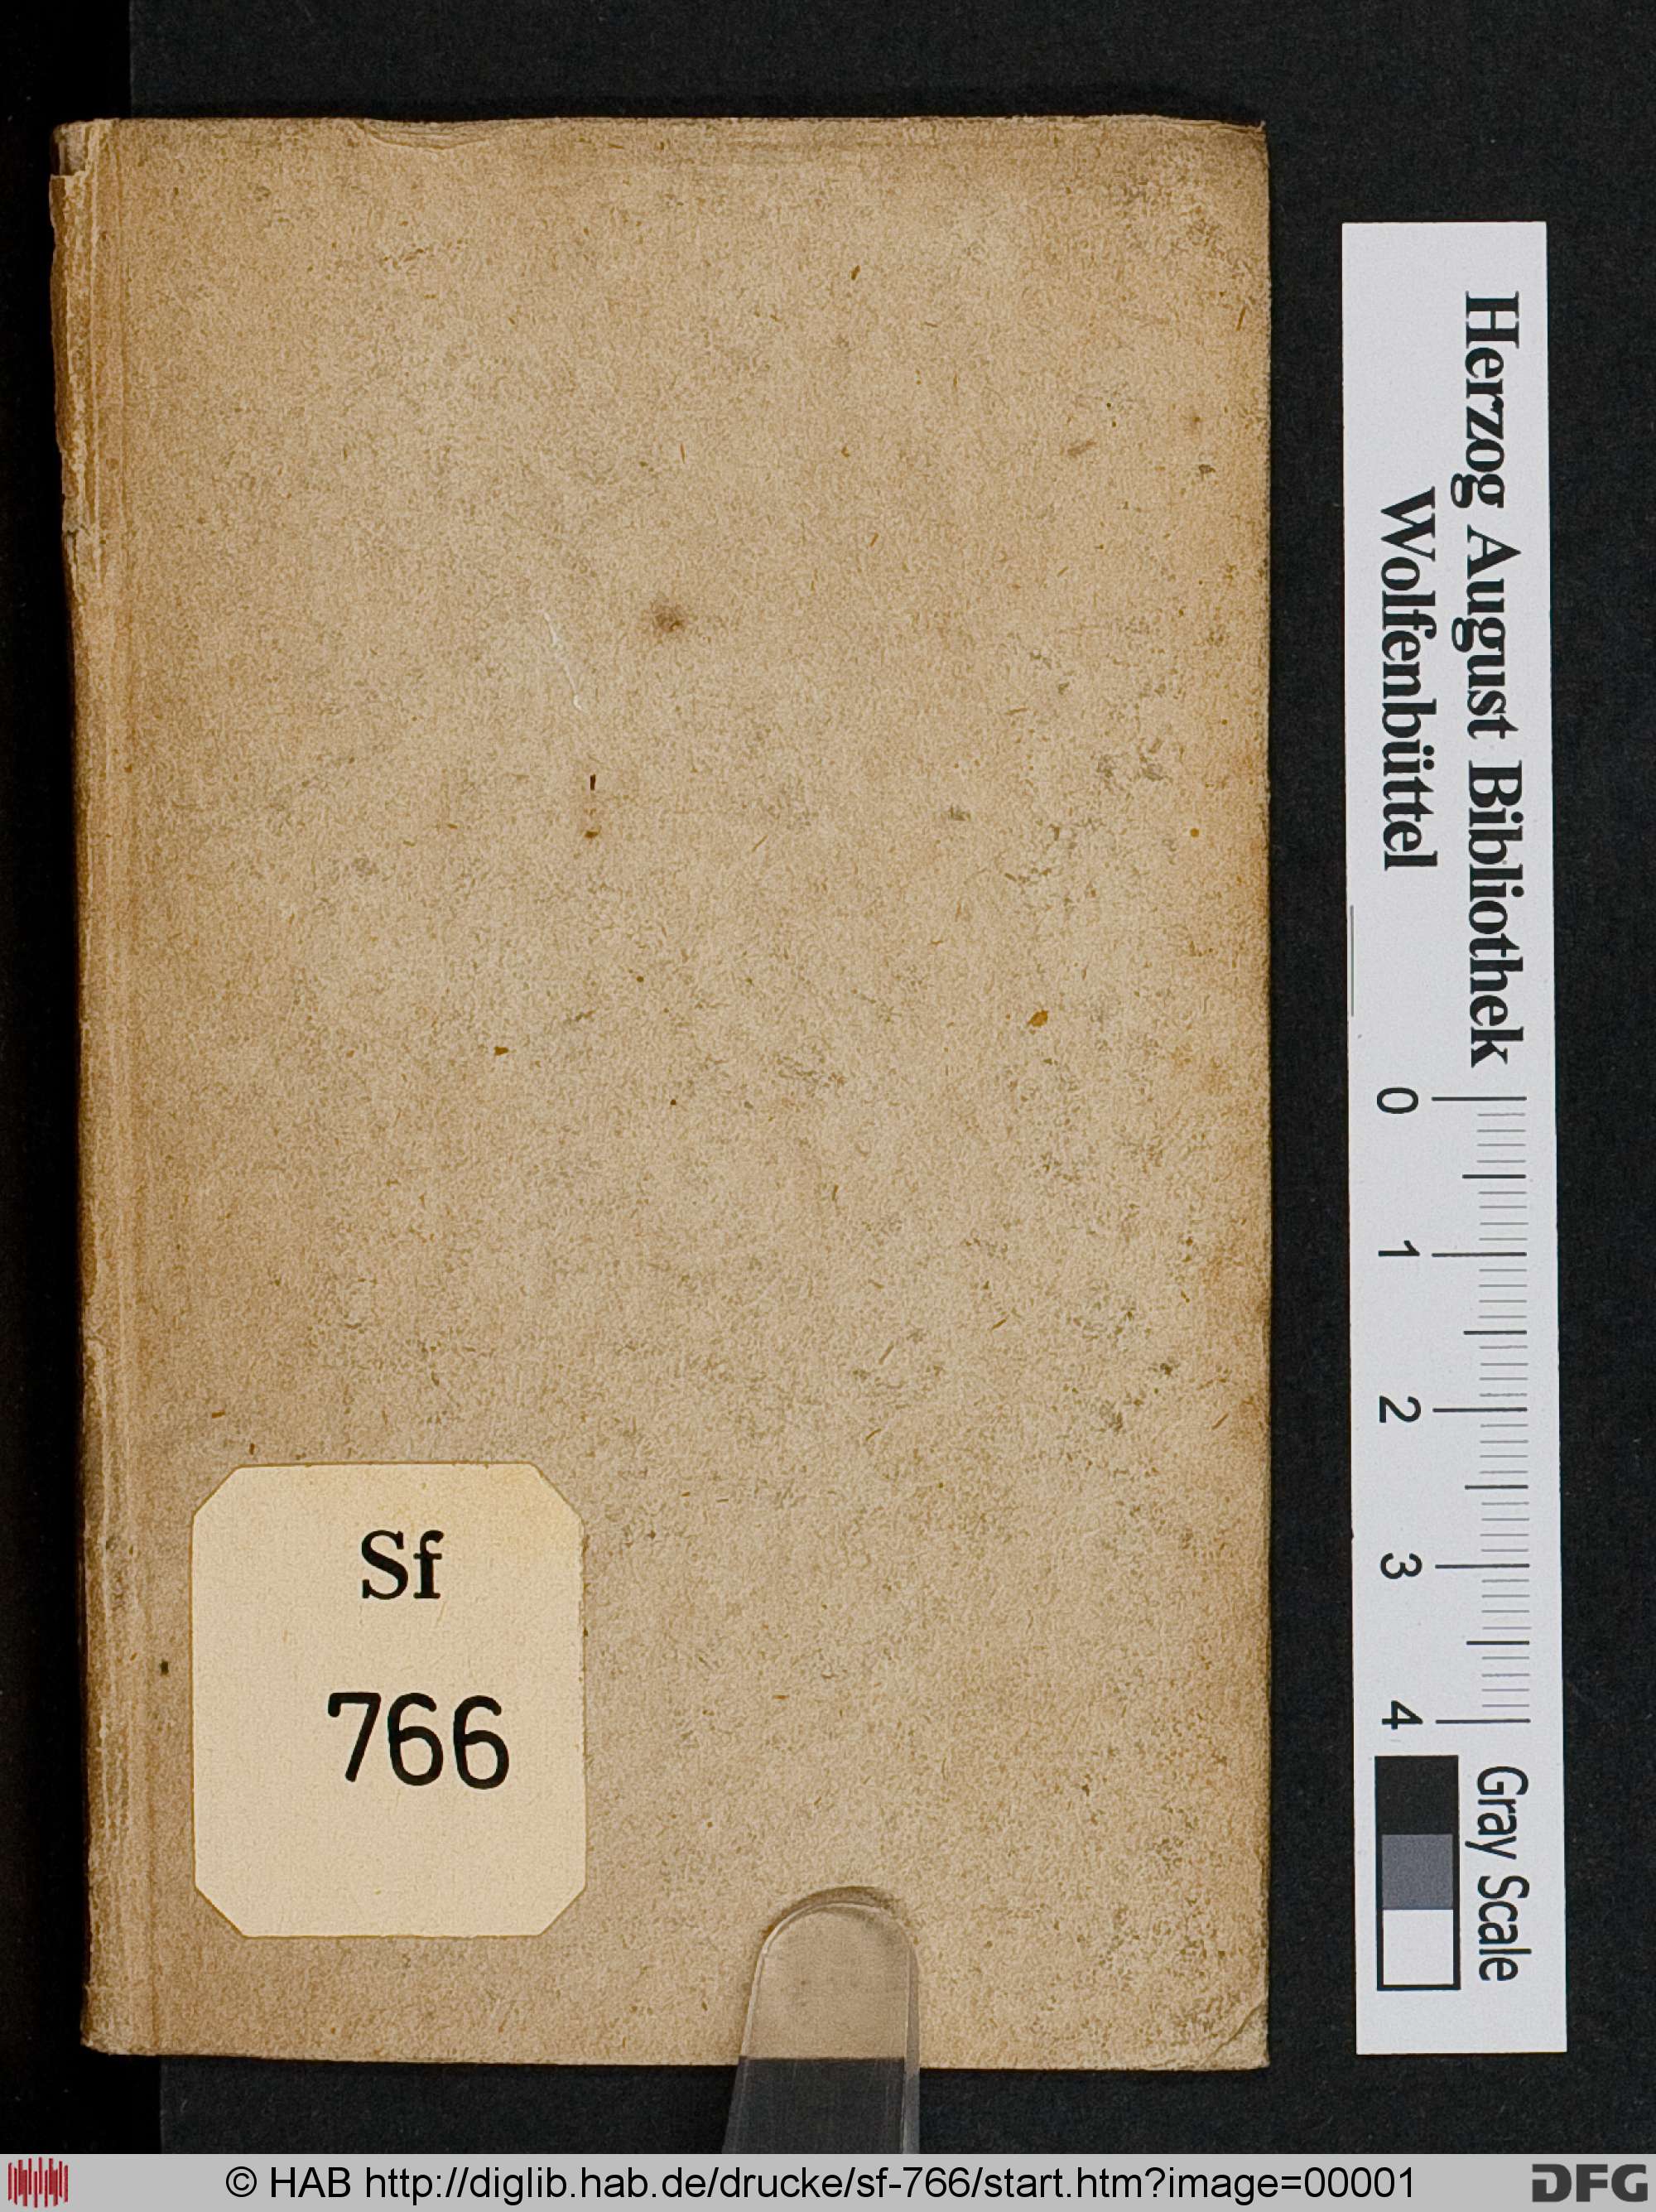 Sf
766
Herzog August Bibliothek
Wolfenbüttel
0 1 2 3 4
Gray Scale
© HAB http://diglib.hab.de/drucke/sf-766/start.htm?image=00001
DFG